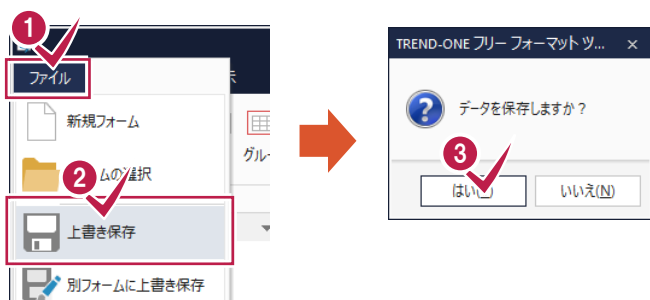 1
ファイル
新規フォーム
ムの選択
2
上書き保存
別フォームに上書き保存
グルー
TREND-ONE フリー フォーマット ツ... ×
データを保存しますか？
3
はい
いいえ(N)